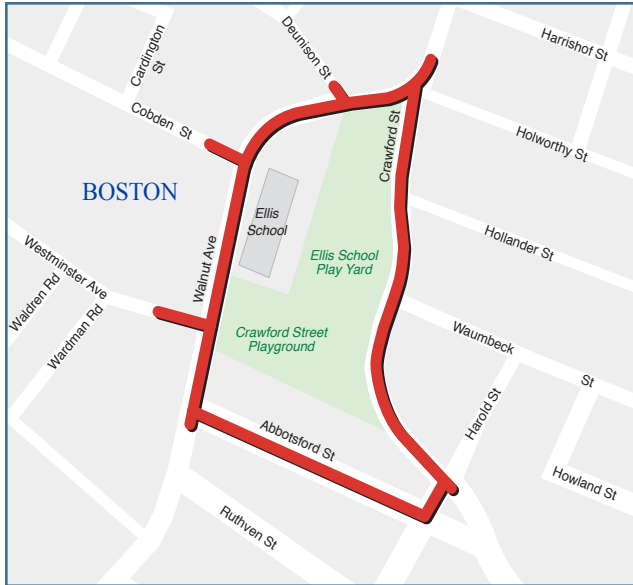 Harrishof St
Deunison St
Cardington
St
Cobden St
Holworthy St
Crawford St
BOSTON
Ellis
School
Hollander St
Ellis School
Play Yard
Westminster Ave
Walnut Ave
Waldren Rd
Wardman Rd
Crawford Street
Playground
Waumbeck
St
Harold St
Abbotsford St
Howland St
Ruthven St